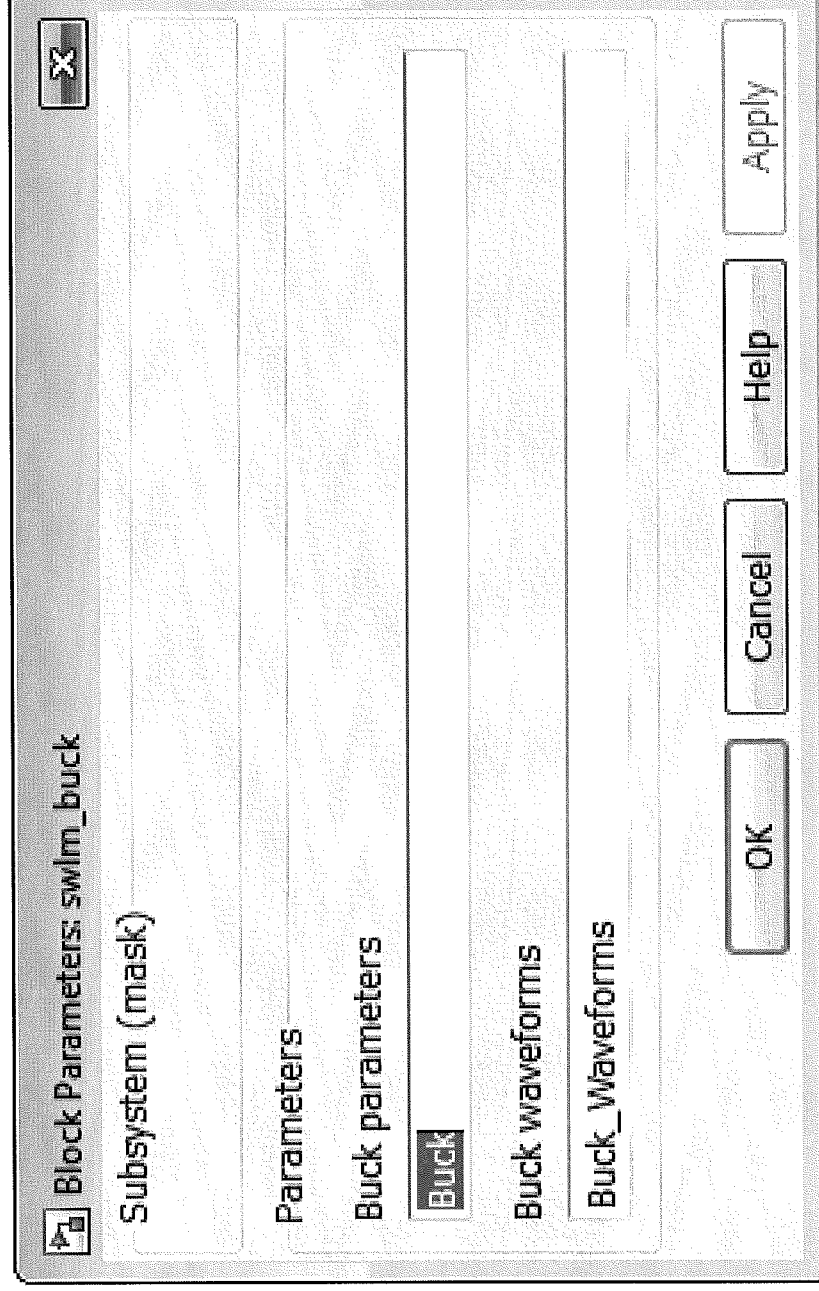 Block Parameters: swlm_buck
Subsystem (mask)
Parameters
Buck parameters
Buck
Buck waveforms
Buck_Waveforms
OK
Cancel
Help
Apply